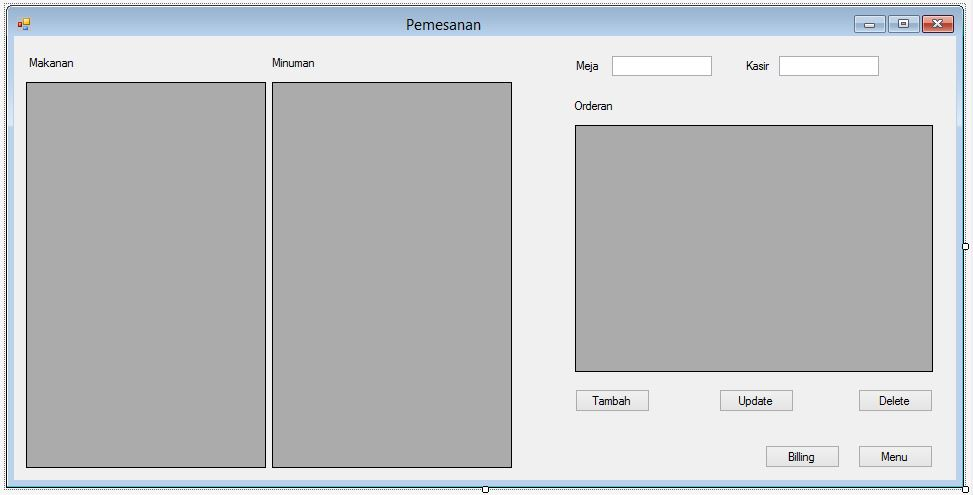 Pemesanan
Makanan
Minuman
Meja
Kasir
Orderan
Tambah
Update
Delete
Billing
Menu